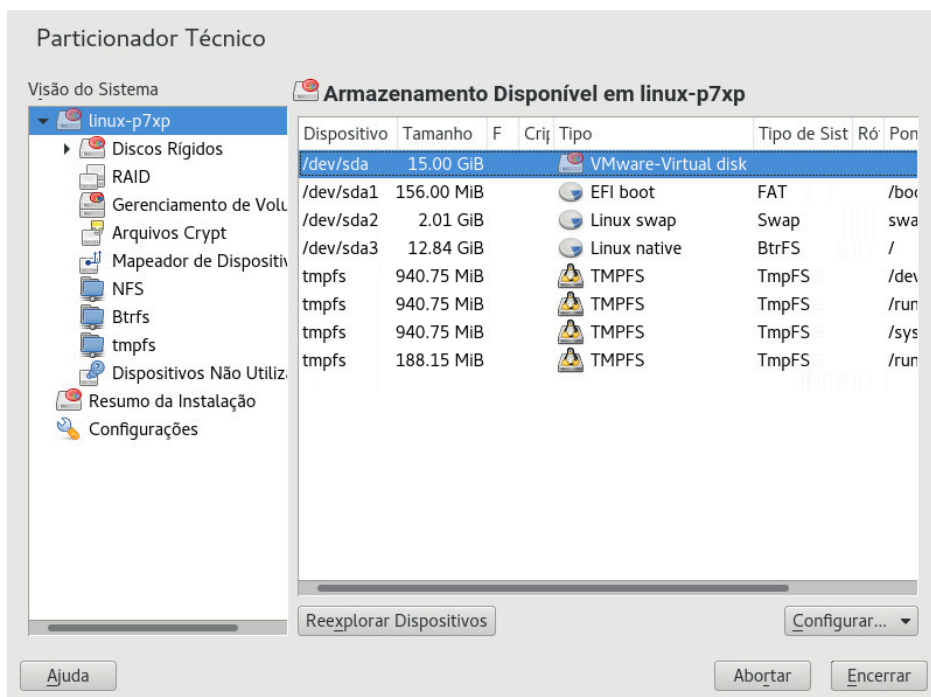 Particionador Técnico
Visão do Sistema
Armazenamento Disponível em linux-p7xp
linux-p7xp
Discos Rígidos
RAID
Gerenciamento de Volu
Arquivos Crypt
Mapeador de Dispositiv
NFS
Btrfs
tmpfs
Dispositivos Não Utiliz
Resumo da Instalação
Configurações
Dispositivo Tamanho F Crip Tipo Tipo de Sist Ró Pon
/dev/sda 15.00 GiB VMware-Virtual disk
/dev/sda1 156.00 MiB EFI boot FAT /boo
/dev/sda2 2.01 GiB Linux swap Swap swa
/dev/sda3 12.84 GiB Linux native BtrFS /
tmpfs 940.75 MiB TMPFS TmpFS /dev
tmpfs 940.75 MiB TMPFS TmpFS /run
tmpfs 940.75 MiB TMPFS TmpFS /sys
tmpfs 188.15 MiB TMPFS TmpFS /run
Reexplorar Dispositivos
Configurar...
Ajuda
Abortar
Encerrar